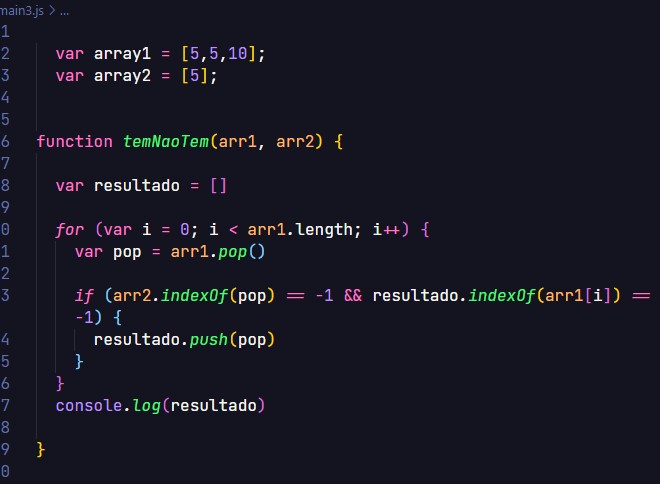 main3.js > ...
1
2 var array1 = [5,5,10];
3 var array2 = [5];
4
5
6 function temNaoTem(arr1, arr2) {
7
8 var resultado = []
9
0 for (var i = 0; i < arr1.length; i++) {
1 var pop = arr1.pop()
2
3 if (arr2.indexOf(pop) == -1 && resultado.indexOf(arr1[i]) ==
-1) {
4 resultado.push(pop)
5 }
6 }
7 console.log(resultado)
8
9 }
0